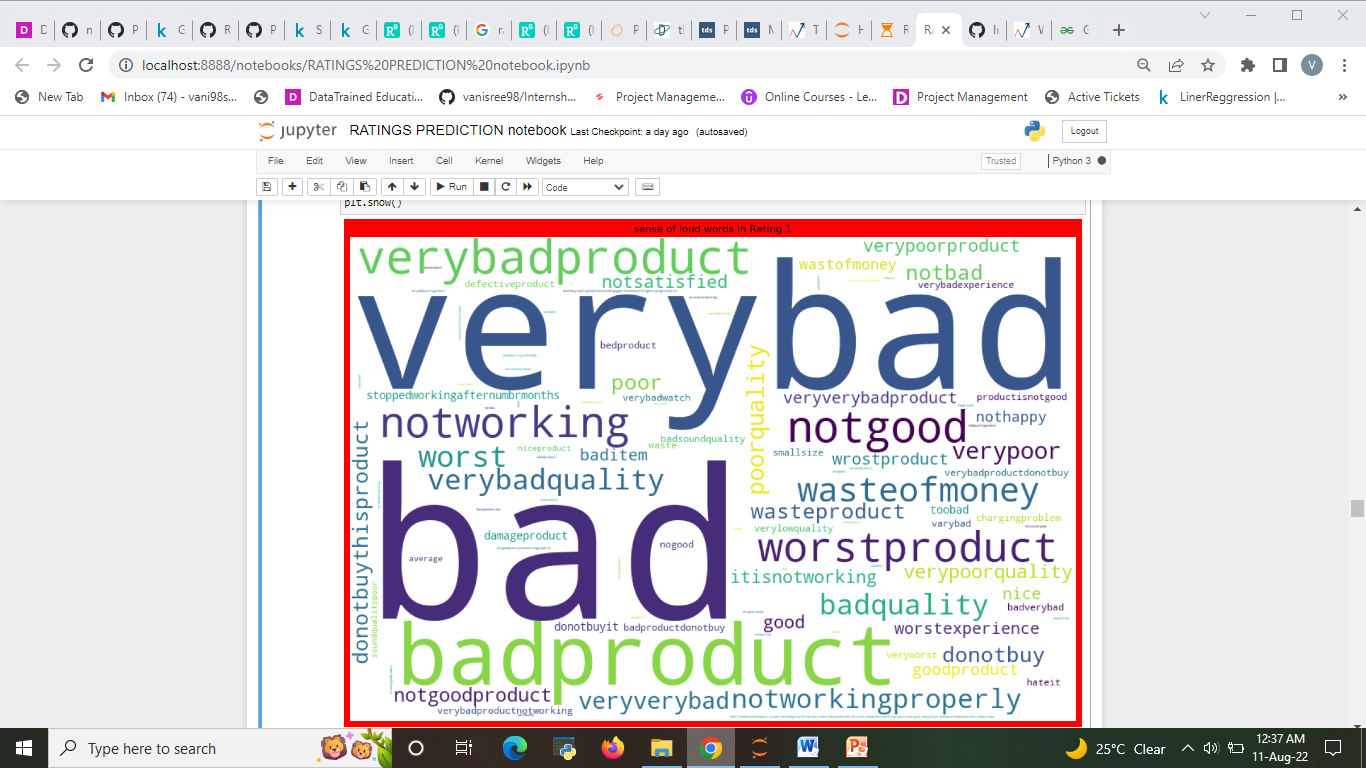 D
n
P
G
R
P
S
G
(I
(I
r
(I
(I
P
tl
P
M
T
H
R
RA
Ir
V
G
localhost:8888/notebooks/RATINGS%20PREDICTION%20notebook.ipynb
V
New Tab
Inbox (74) - vani98s...
DataTrained Educati...
vanisree98/Internsh...
Project Manageme...
Online Courses - Le...
Project Management
Active Tickets
LinerReggression |...
»
jupyter RATINGS PREDICTION notebook Last Checkpoint: a day ago (autosaved)
Logout
File Edit View Insert Cell Kernel Widgets Help
Trusted
Python 3
Run
Code
plt.show()
sense of loud words in Rating 1
verybadproduct
verypoorproduct
wastofmoney
notbad
defectiveproduct
notsatisfied
verybadexperience
verybad
bedproduct
poor
stoppedworkingafternumbrmonths
verybadwatch
veryverybadproduct
productisnotgood
poorquality
notworking
notgood
nothappy
badsoundquality
waste
niceproduct
worst
baditem
smallsize
wrostproduct
verypoor
verybadproductdonotbuy
verybadquality
wasteofmoney
donotbuythisproduct
bad
wasteproduct
toobad
chargingproblem
varybad
verylowquality
damageproduct
nogood
average
worstproduct
itisnotworking
verypoorquality
soundqualitypoor
nice
badquality
badverybad
donotbuyit
badproductdonotbuy
good
worstexperience
badproduct
veryworst
donotbuy
goodproduct
hateit
notgoodproduct
veryverybad
notworkingproperly
verybadproductnotworking
Type here to search
25°C Clear
12:37 AM
11-Aug-22